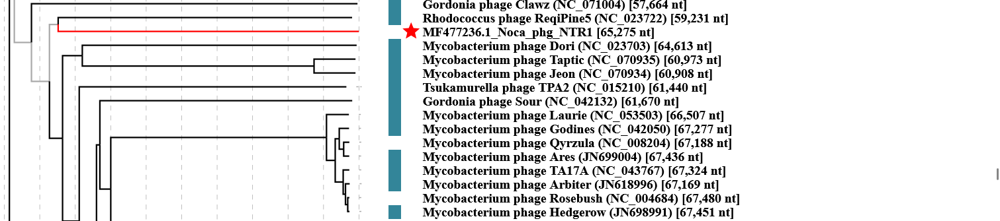 Gordonia phage Clawz (NC_071004) [57,664 nt]
Rhodococcus phage ReqiPine5 (NC_023722) [59,231 nt]
MF477236.1_Noca_phg_NTR1 [65,275 nt]
Mycobacterium phage Dori (NC_023703) [64,613 nt]
Mycobacterium phage Taptic (NC_070935) [60,973 nt]
Mycobacterium phage Jeon (NC_070934) [60,908 nt]
Tsukamurella phage TPA2 (NC_015210) [61,440 nt]
Gordonia phage Sour (NC_042132) [61,670 nt]
Mycobacterium phage Laurie (NC_053503) [66,507 nt]
Mycobacterium phage Godines (NC_042050) [67,277 nt]
Mycobacterium phage Qyrzula (NC_008204) [67,188 nt]
Mycobacterium phage Ares (JN699004) [67,436 nt]
Mycobacterium phage TA17A (NC_043767) [67,324 nt]
Mycobacterium phage Arbiter (JN618996) [67,169 nt]
Mycobacterium phage Rosebush (NC_004684) [67,480 nt]
Mycobacterium phage Hedgerow (JN698991) [67,451 nt]